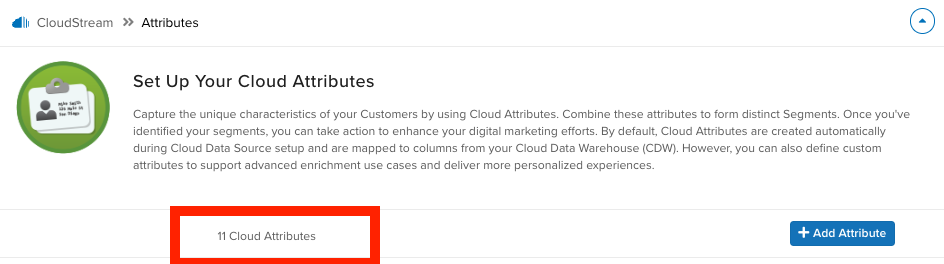 CloudStream >> Attributes
Set Up Your Cloud Attributes
Capture the unique characteristics of your Customers by using Cloud Attributes. Combine these attributes to form distinct Segments. Once you've
identified your segments, you can take action to enhance your digital marketing efforts. By default, Cloud Attributes are created automatically
during Cloud Data Source setup and are mapped to columns from your Cloud Data Warehouse (CDW). However, you can also define custom
attributes to support advanced enrichment use cases and deliver more personalized experiences.
11 Cloud Attributes
+ Add Attribute